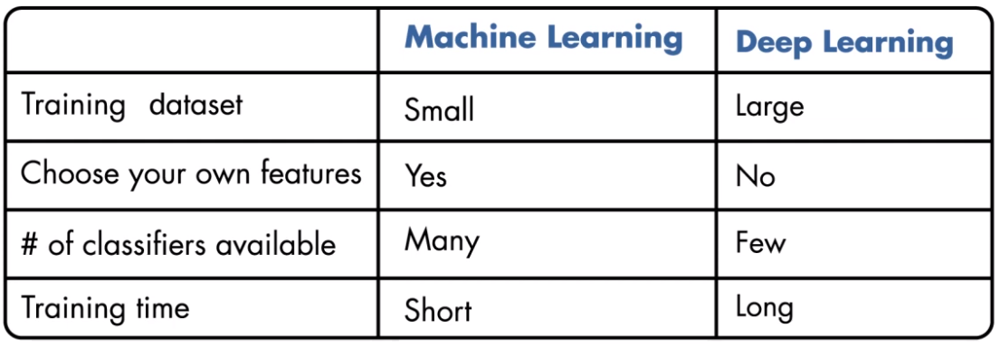 Machine Learning Deep Learning
Training dataset Small Large
Choose your own features Yes No
# of classifiers available Many Few
Training time Short Long